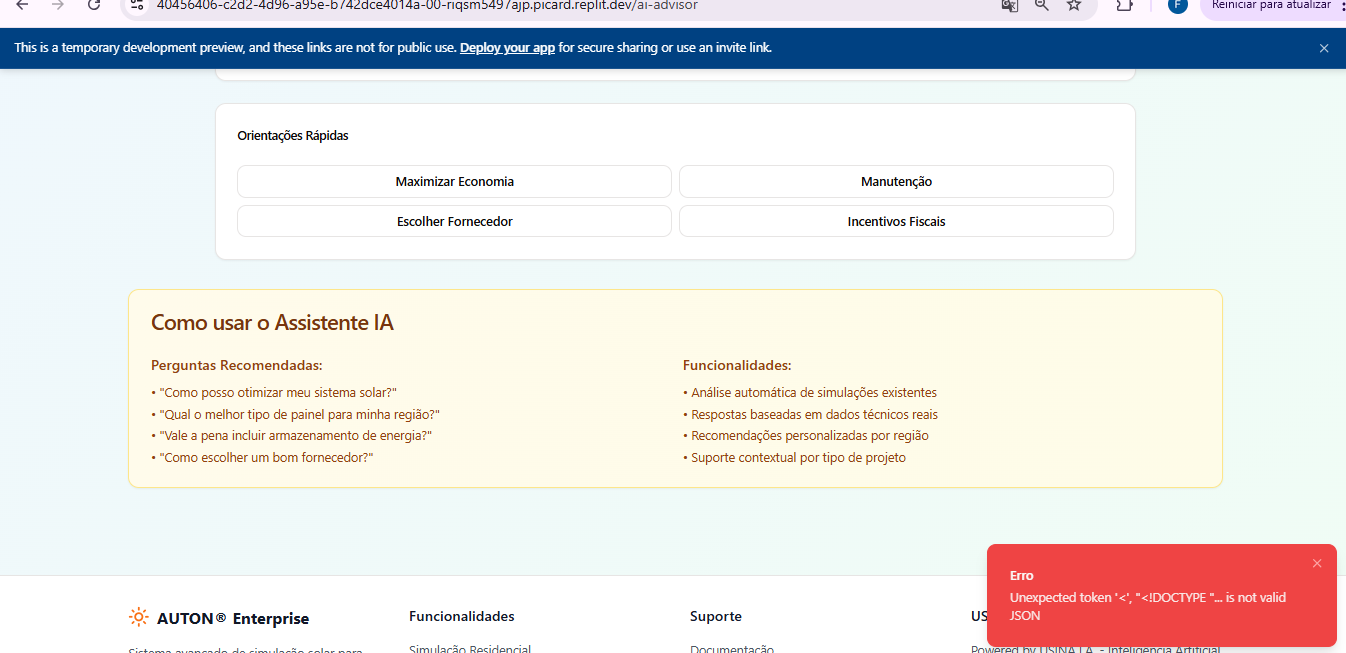 40456406-c2d2-4d96-a95e-b742dce4014a-00-riqsm5497ajp.picard.replit.dev/ai-advisor
F
Reiniciar para atualizar
This is a temporary development preview, and these links are not for public use. Deploy your app for secure sharing or use an invite link.
Orientações Rápidas
Maximizar Economia
Manutenção
Escolher Fornecedor
Incentivos Fiscais
Como usar o Assistente IA
Perguntas Recomendadas:
• "Como posso otimizar meu sistema solar?"
• "Qual o melhor tipo de painel para minha região?"
• "Vale a pena incluir armazenamento de energia?"
• "Como escolher um bom fornecedor?"
Funcionalidades:
• Análise automática de simulações existentes
• Respostas baseadas em dados técnicos reais
• Recomendações personalizadas por região
• Suporte contextual por tipo de projeto
Erro
Unexpected token '<', "<!DOCTYPE "... is not valid
JSON
AUTON® Enterprise
Sistema avançado de simulação solar para
Funcionalidades
Simulação Residencial
Suporte
Documentação
US
Powered by USINA I.A. - Inteligência Artificial